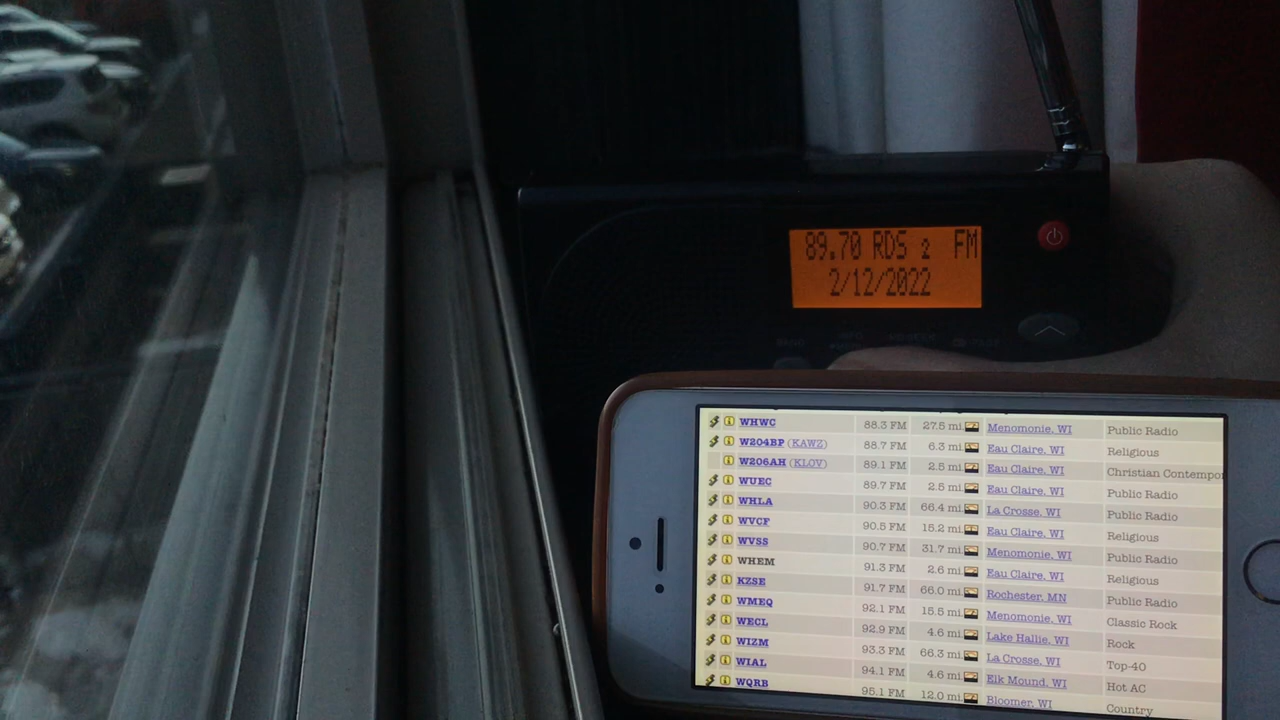 89.70 RDS 2 FM
2/12/2022
WHWC 88.3 FM 27.5 mi Menomonie, WI Public Radio
W204BP (KAWZ) 88.7 FM 6.3 mi Eau Claire, WI Religious
W206AH (KLOV) 89.1 FM 2.5 mi Eau Claire, WI Christian Contempor
WUEC 89.7 FM 2.5 mi Eau Claire, WI Public Radio
WHLA 90.3 FM 66.4 mi La Crosse, WI Public Radio
WVCF 90.5 FM 15.2 mi Eau Claire, WI Religious
WVSS 90.7 FM 31.7 mi Menomonie, WI Public Radio
WHEM 91.3 FM 2.6 mi Eau Claire, WI Religious
KZSE 91.7 FM 66.0 mi Rochester, MN Public Radio
WMEQ 92.1 FM 15.5 mi Menomonie, WI Classic Rock
WECL 92.9 FM 4.6 mi Lake Hallie, WI Rock
WIZM 93.3 FM 66.3 mi La Crosse, WI Top-40
WIAL 94.1 FM 4.6 mi Elk Mound, WI Hot AC
WQRB 95.1 FM 12.0 mi Bloomer, WI Country